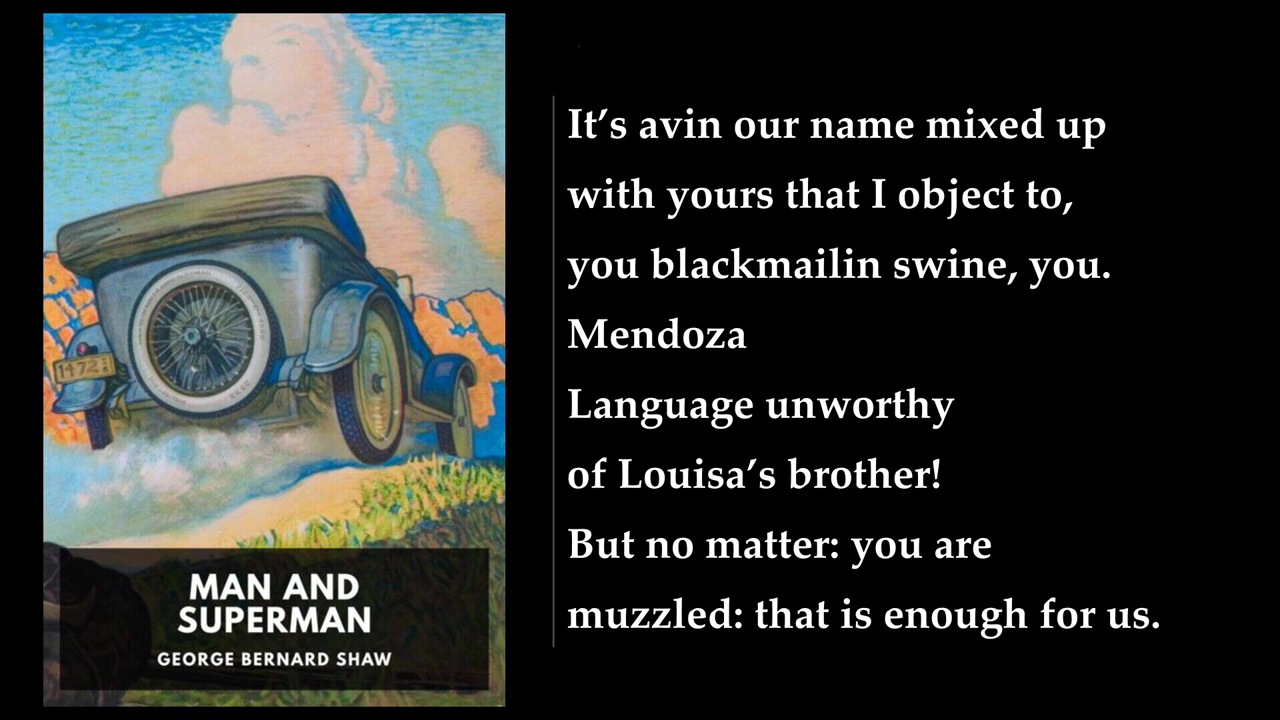 1472
MAN AND
SUPERMAN
GEORGE BERNARD SHAW
It’s avin our name mixed up
with yours that I object to,
you blackmailin swine, you.
Mendoza
Language unworthy
of Louisa’s brother!
But no matter: you are
muzzled: that is enough for us.